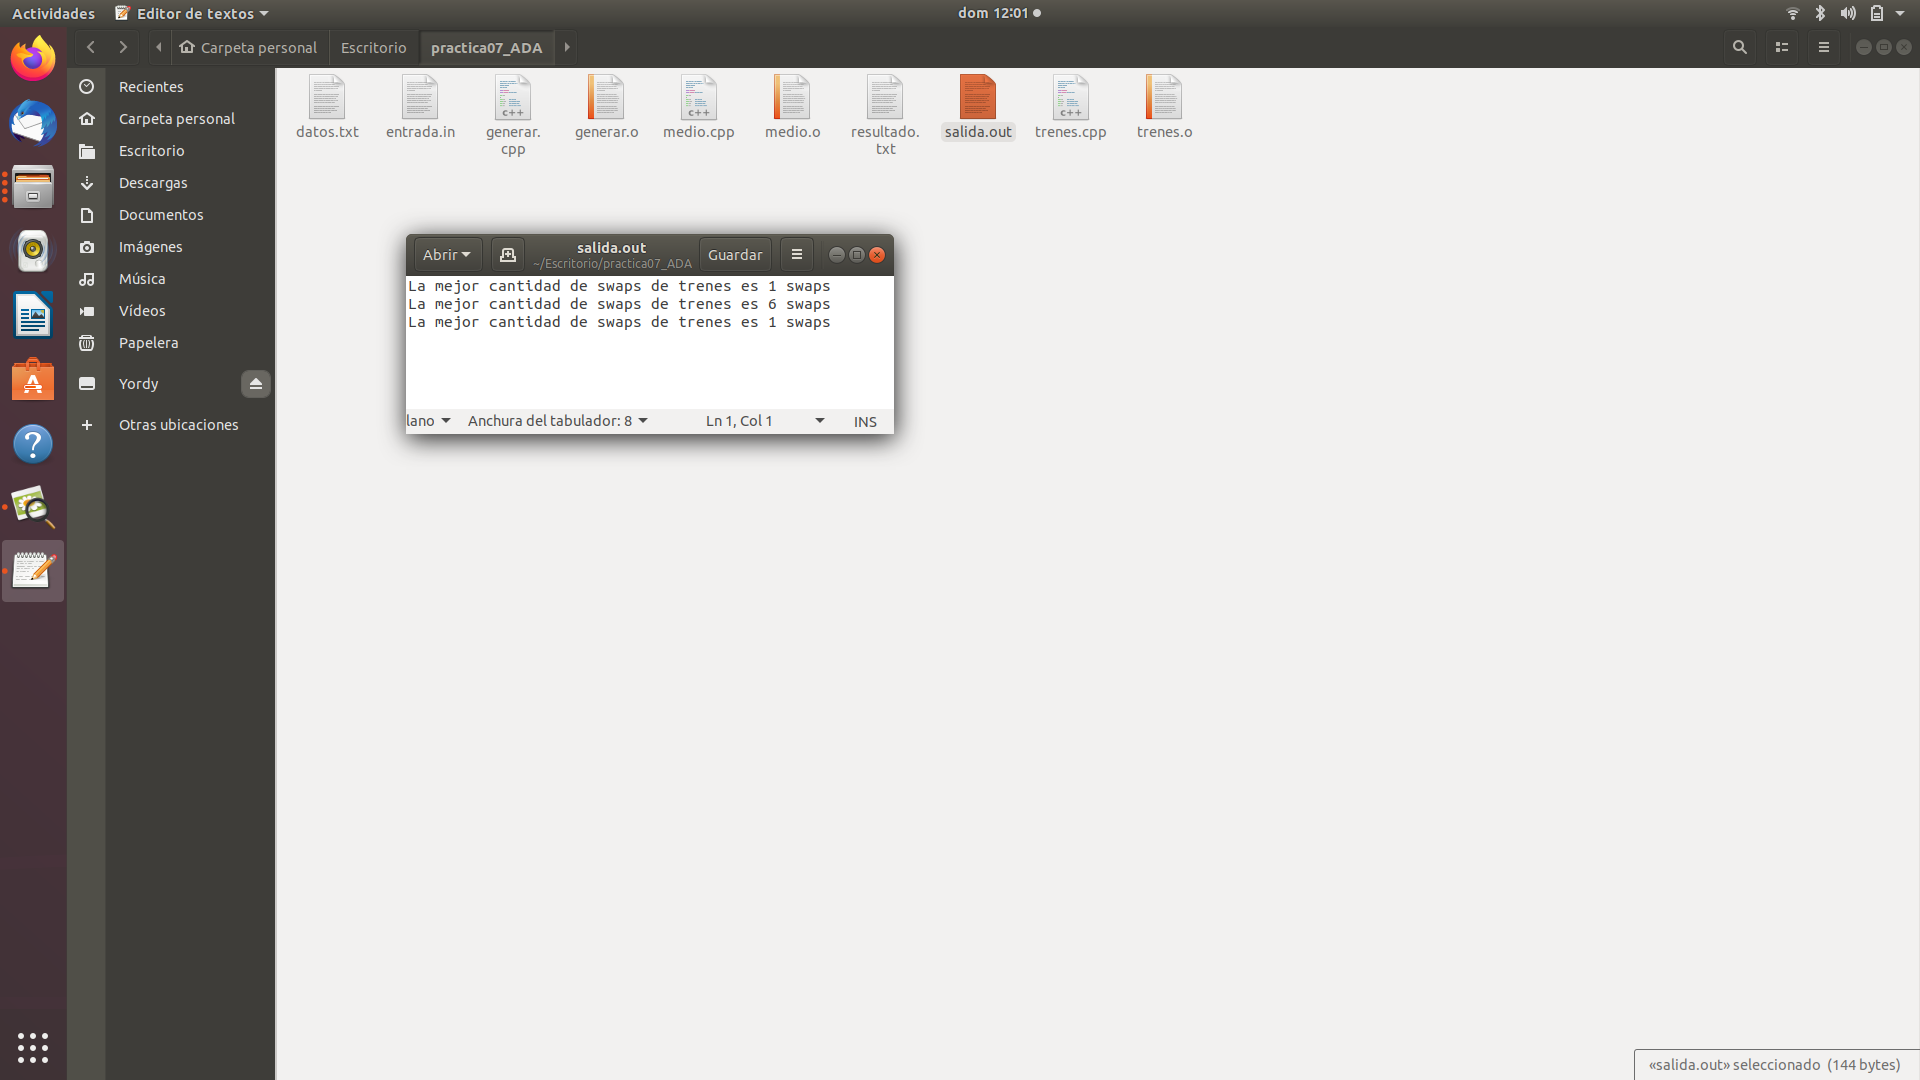 Actividades
Editor de textos
dom 12:01
Carpeta personal
Escritorio
practica07_ADA
Recientes
Carpeta personal
Escritorio
Descargas
Documentos
Imágenes
Música
Vídeos
Papelera
Yordy
Otras ubicaciones
datos.txt
entrada.in
generar.
cpp
generar.o
medio.cpp
medio.o
resultado.
txt
salida.out
trenes.cpp
trenes.o
Abrir
salida.out
~/Escritorio/practica07_ADA
Guardar
La mejor cantidad de swaps de trenes es 1 swaps
La mejor cantidad de swaps de trenes es 6 swaps
La mejor cantidad de swaps de trenes es 1 swaps
lano
Anchura del tabulador: 8
Ln 1, Col 1
INS
«salida.out» seleccionado (144 bytes)